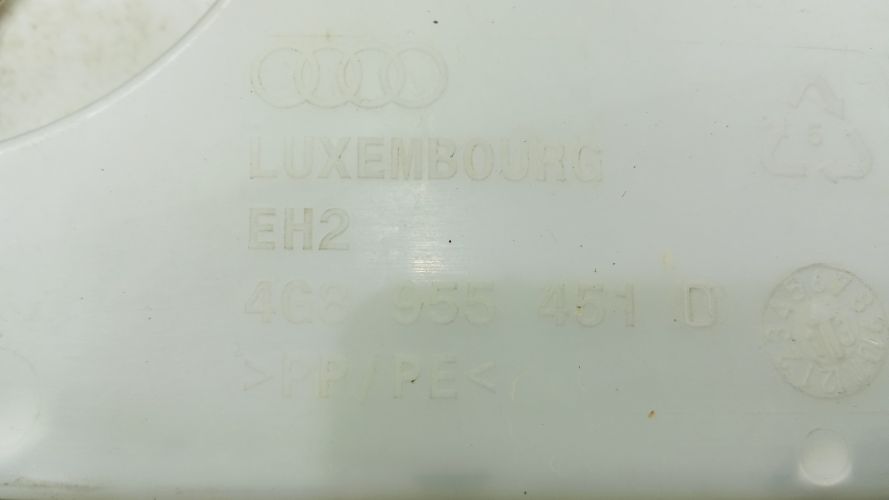 LUXEMBOURG
EH2
4G8 955 451 D
>PP/PE<